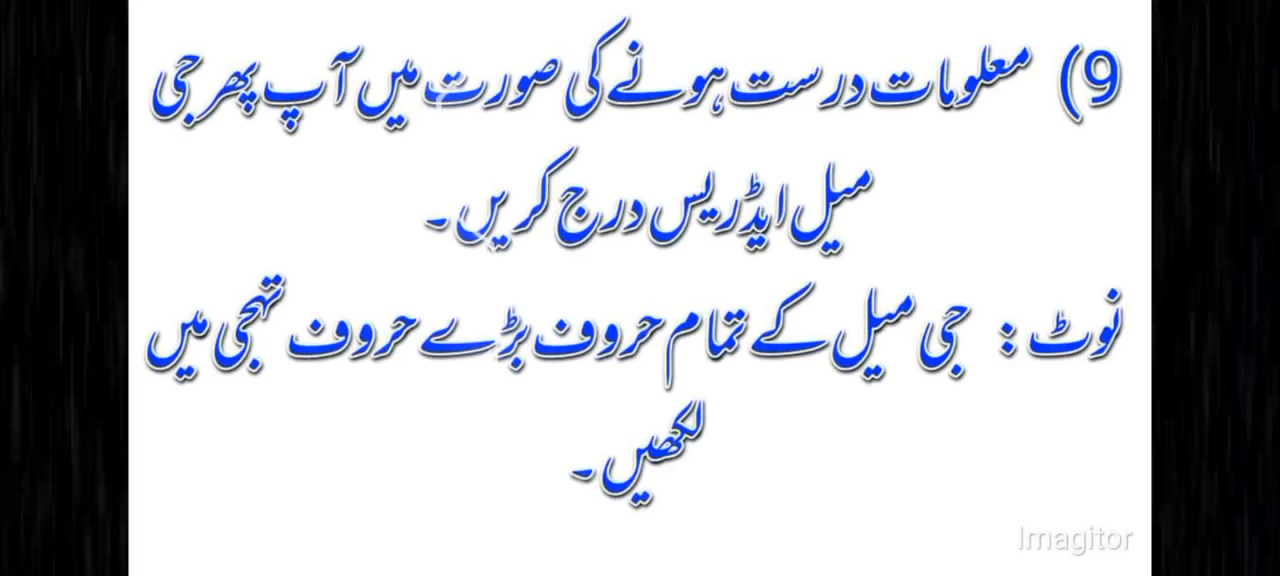 9) معلومات درست ہونے کی صورت میں آپ پھر جی
میل ایڈریس درج کریں۔
نوٹ : جی میل کے تمام حروف بڑے حروف تہجی میں
لکھیں۔
Imagitor